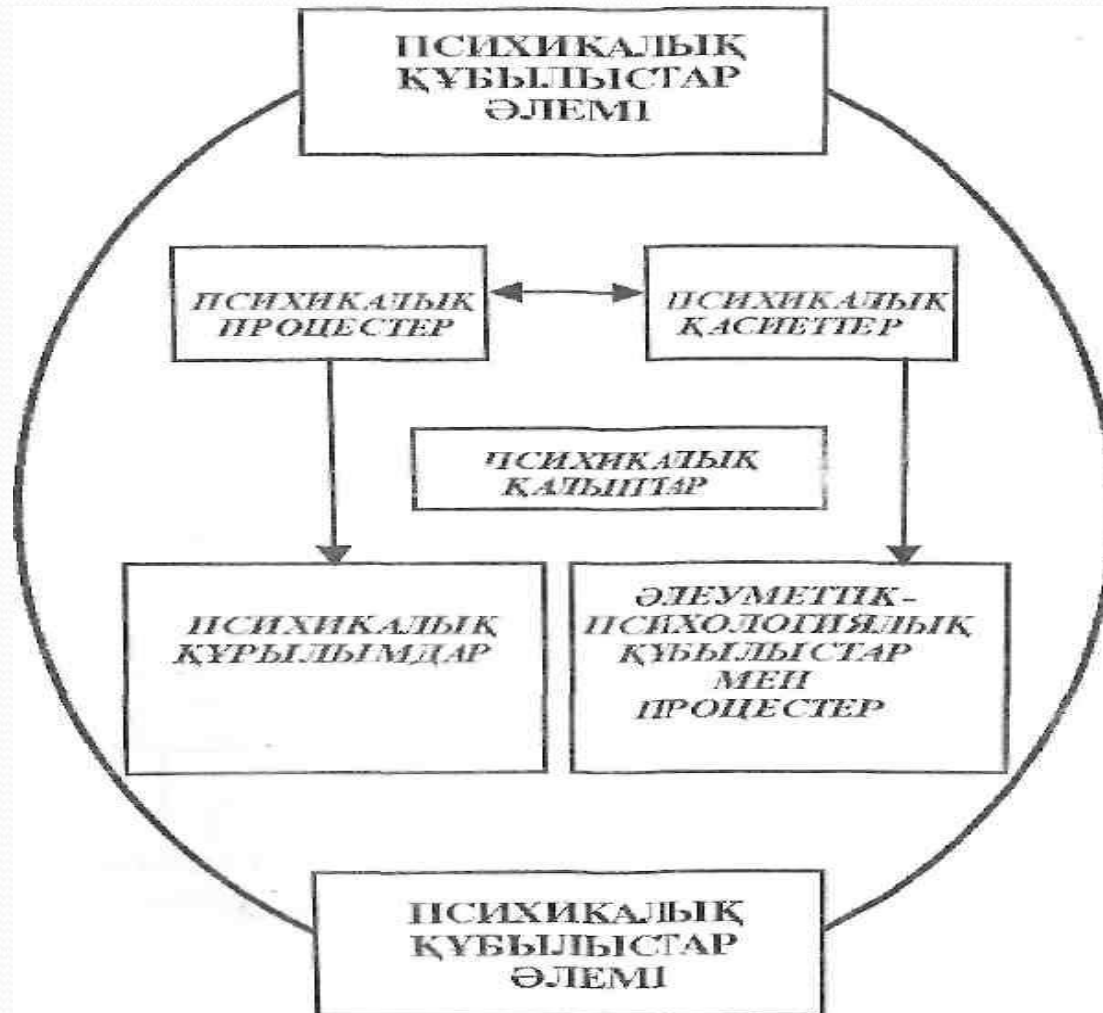 ПСИХИКАЛЫҚ
ҚҰБЫЛЫСТАР
ӘЛЕМІ
ПСИХИКАЛЫҚ
ПРОЦЕСТЕР
ПСИХИКАЛЫҚ
ҚАСИЕТТЕР
ПСИХИКАЛЫҚ
ҚАЛЫПТАР
ПСИХИКАЛЫҚ
ҚҰРЫЛЫМДАР
ӘЛЕУМЕТТІК-
ПСИХОЛОГИЯЛЫҚ
ҚҰБЫЛЫСТАР
МЕН
ПРОЦЕСТЕР
ПСИХИКАЛЫҚ
ҚҰБЫЛЫСТАР
ӘЛЕМІ